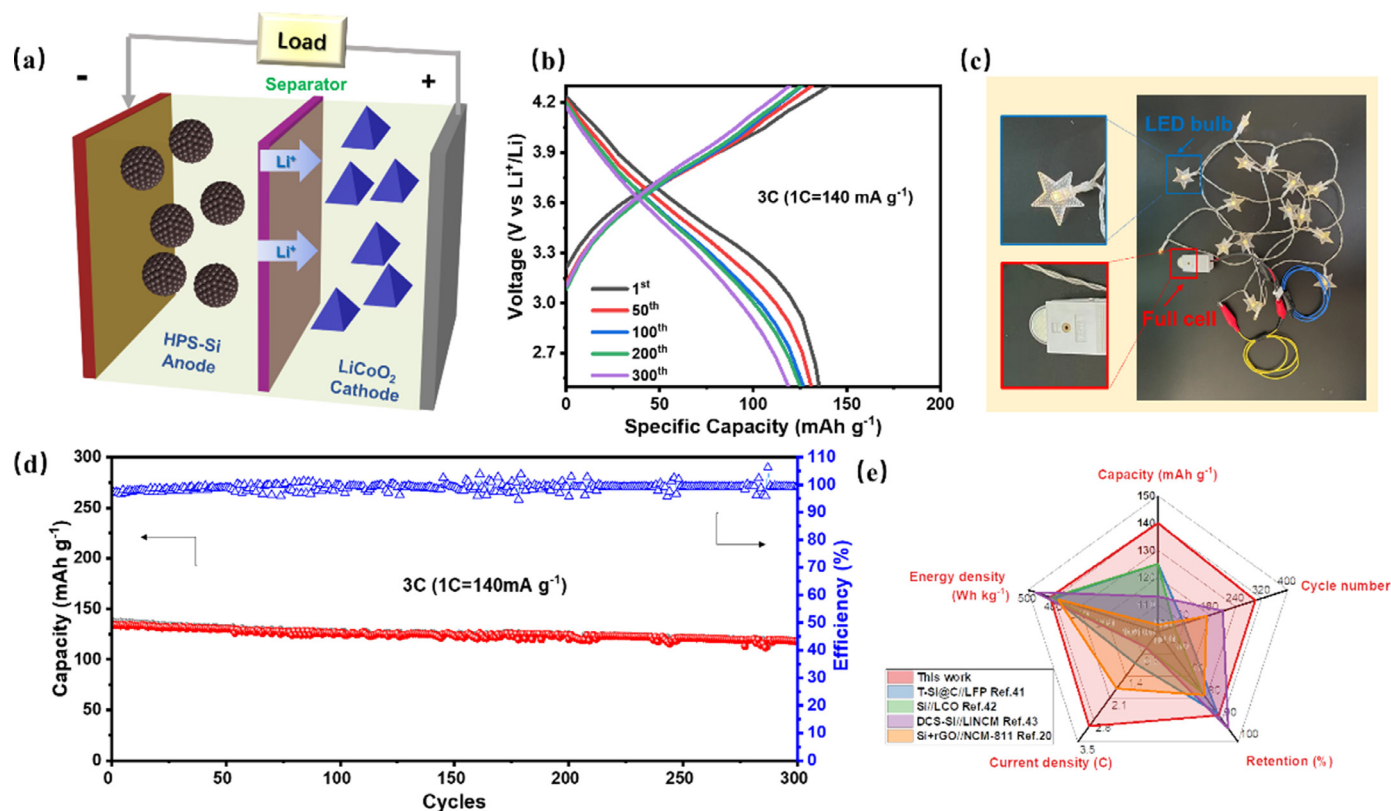 (a)
Load
-
+
Separator
Li⁺
Li⁺
HPS-Si
Anode
LiCoO₂
Cathode
(b)
Voltage (V vs Li⁺/Li)
4.2
3.9
3.6
3.3
3.0
2.7
3C (1C=140 mA g⁻¹)
1ˢᵗ
50ᵗʰ
100ᵗʰ
200ᵗʰ
300ᵗʰ
0
50
100
150
200
Specific Capacity (mAh g⁻¹)
(c)
LED bulb
Full cell
(d)
Capacity (mAh g⁻¹)
300
250
200
150
100
50
0
3C (1C=140mA g⁻¹)
110
100
90
80
70
60
50
40
30
20
10
0
Efficiency (%)
0
50
100
150
200
250
300
Cycles
(e)
Capacity (mAh g⁻¹)
150
140
130
120
Energy density
(Wh kg⁻¹)
500
400
Cycle number
240
320
1.4
2.1
2.8
3.5
80
90
100
Current density (C)
Retention (%)
This work
T-Si@C//LFP Ref.41
Si//LCO Ref.42
DCS-Si//LiNCM Ref.43
Si+rGO//NCM-811 Ref.20